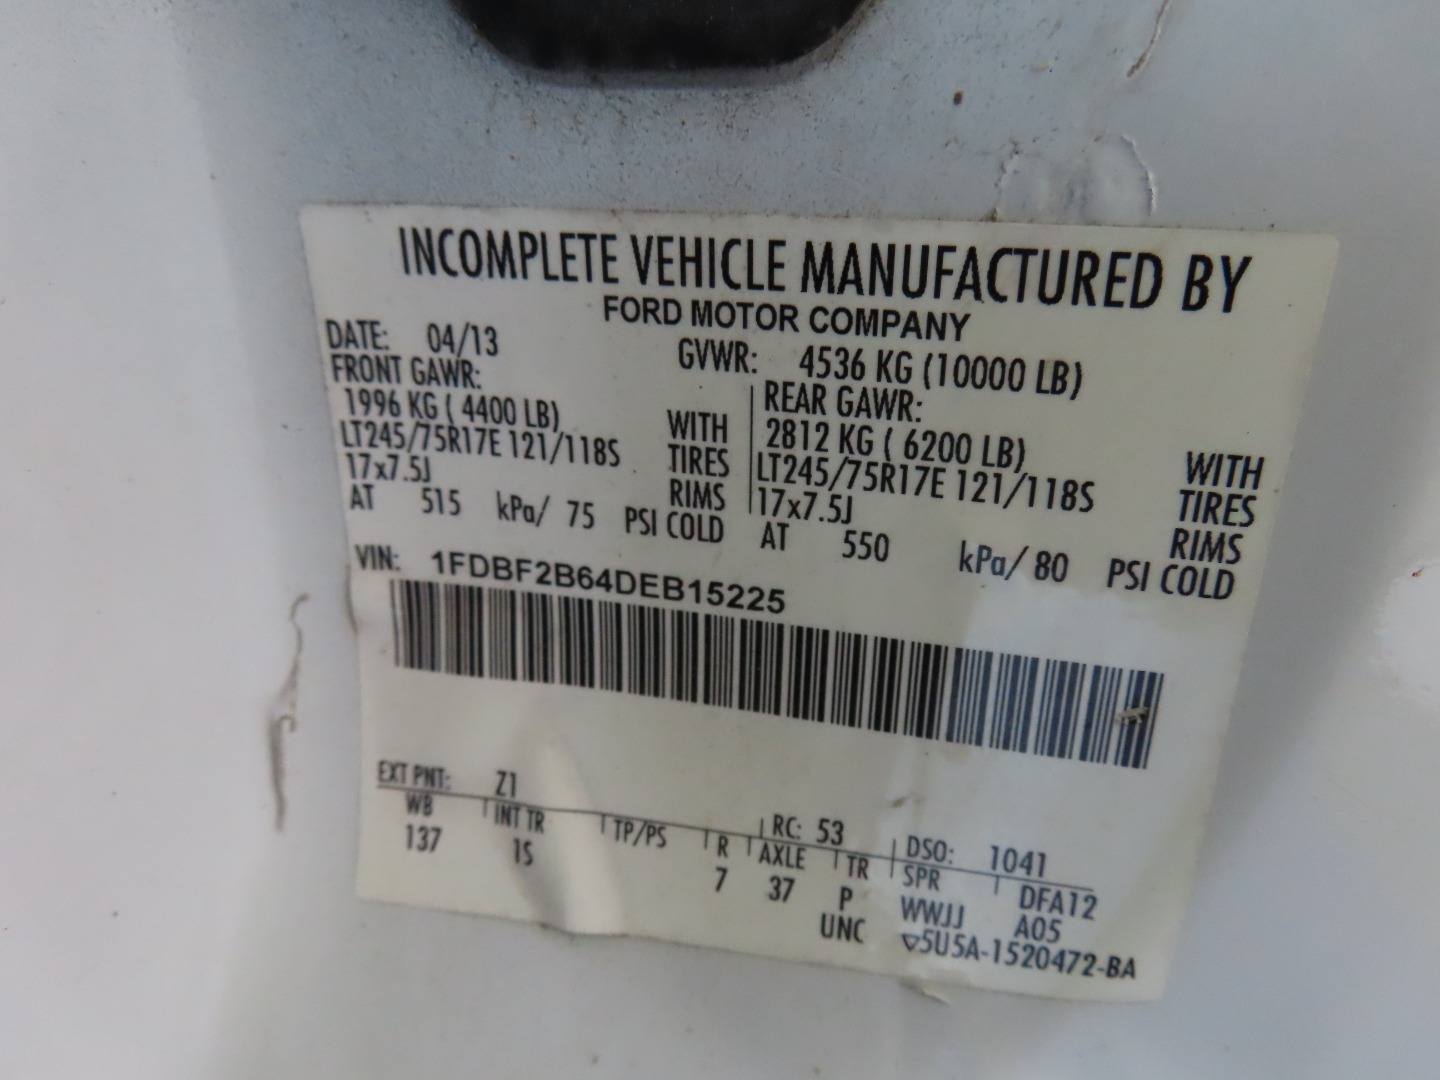 INCOMPLETE VEHICLE MANUFACTURED BY
FORD MOTOR COMPANY
DATE: 04/13 GVWR: 4536 KG (10000 LB)
FRONT GAWR: REAR GAWR:
1996 KG ( 4400 LB) WITH 2812 KG ( 6200 LB) WITH
LT245/75R17E 121/118S TIRES LT245/75R17E 121/118S TIRES
17x7.5J RIMS 17x7.5J RIMS
AT 515 kPa/ 75 PSI COLD AT 550 kPa/ 80 PSI COLD
VIN: 1FDBF2B64DEB15225
EXT PNT: Z1 RC: 53 DSO: 1041
WB INT TR TP/PS R AXLE TR SPR DFA12
137 1S 7 37 P WWJJ A05
UNC ▽5U5A-1520472-BA